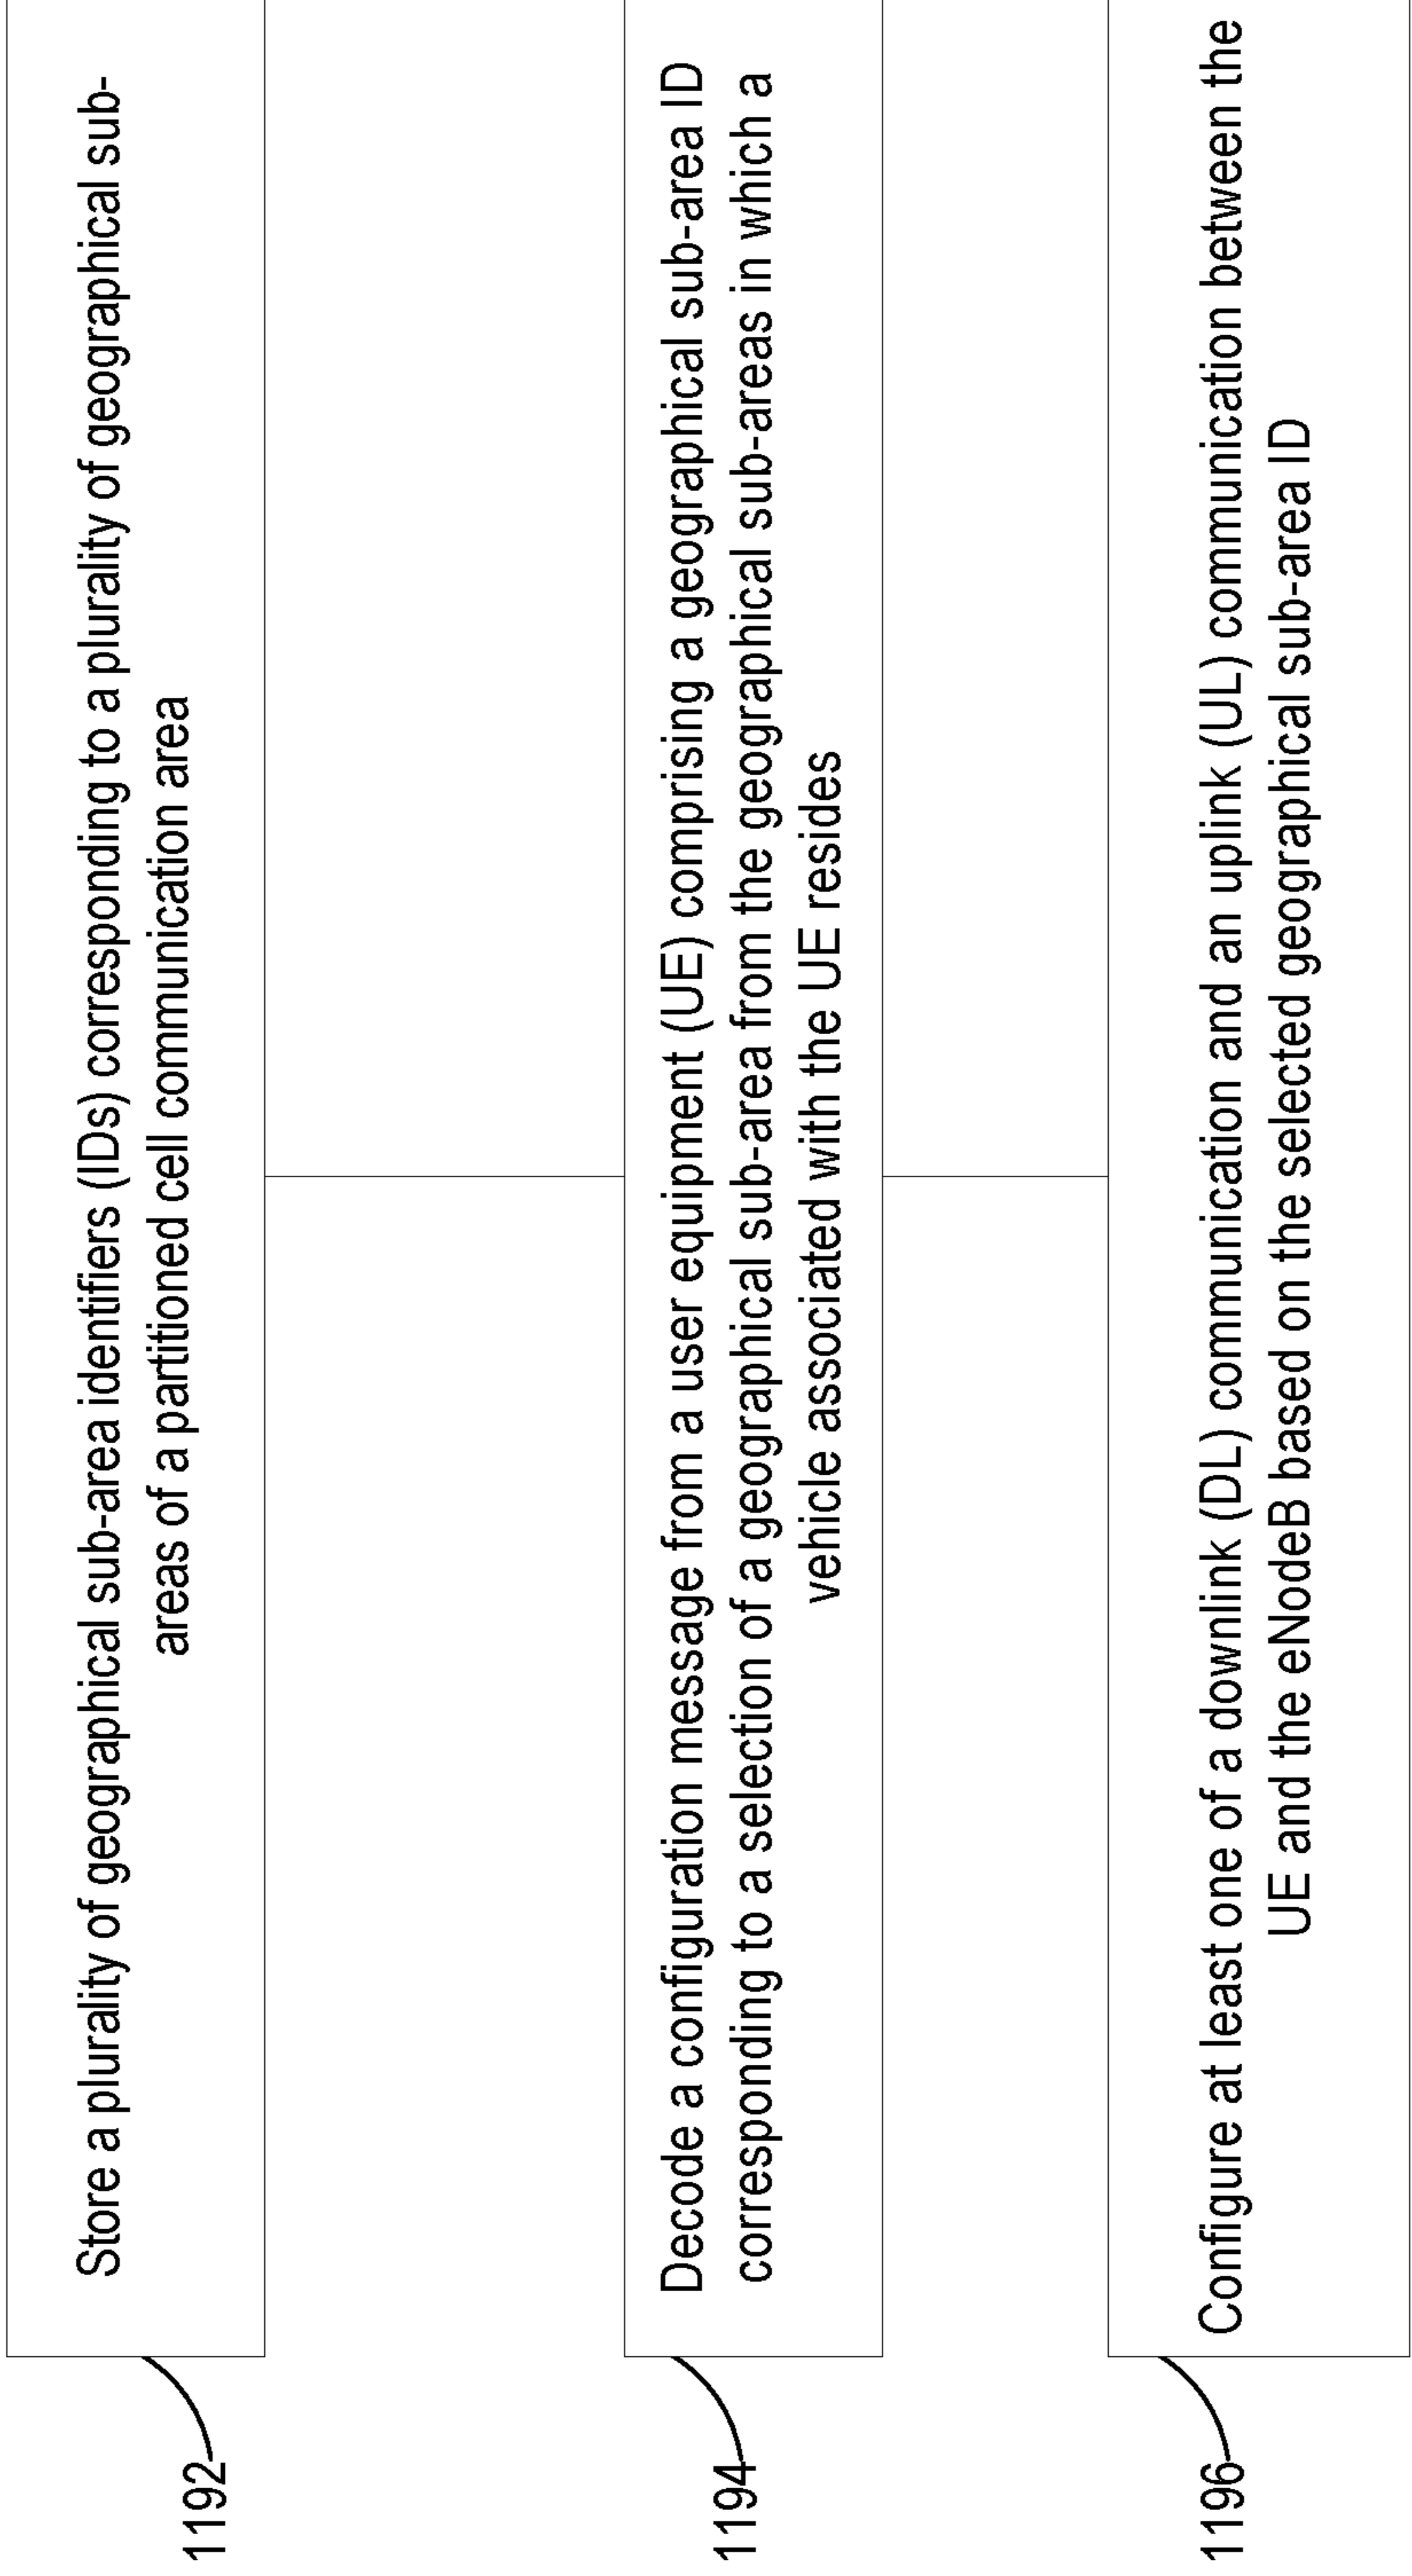 1192
Store a plurality of geographical sub-area identifiers (IDs) corresponding to a plurality of geographical sub-
areas of a partitioned cell communication area
1194
Decode a configuration message from a user equipment (UE) comprising a geographical sub-area ID
corresponding to a selection of a geographical sub-area from the geographical sub-areas in which a
vehicle associated with the UE resides
1196
Configure at least one of a downlink (DL) communication and an uplink (UL) communication between the
UE and the eNodeB based on the selected geographical sub-area ID